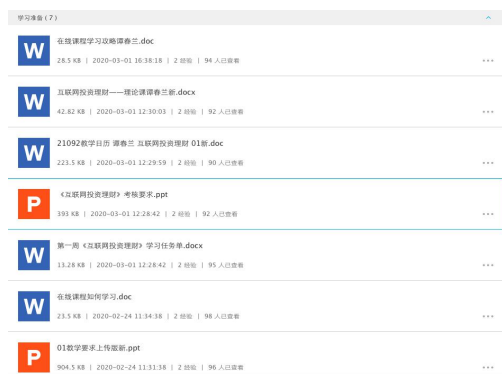 学习准备 ( 7 )
W
在线课程学习攻略谭春兰.doc
28.5 KB | 2020-03-01 16:38:18 | 2 经验 | 94 人已查看
W
互联网投资理财——理论课谭春兰新.docx
42.82 KB | 2020-03-01 12:30:03 | 2 经验 | 92 人已查看
W
21092教学日历 谭春兰 互联网投资理财 01新.doc
223.5 KB | 2020-03-01 12:29:59 | 2 经验 | 90 人已查看
P
《互联网投资理财》考核要求.ppt
393 KB | 2020-03-01 12:28:42 | 2 经验 | 92 人已查看
W
第一周《互联网投资理财》学习任务单.docx
13.28 KB | 2020-03-01 12:28:42 | 2 经验 | 95 人已查看
W
在线课程如何学习.doc
23.5 KB | 2020-02-24 11:34:38 | 2 经验 | 98 人已查看
P
01教学要求上传版新.ppt
904.5 KB | 2020-02-24 11:31:38 | 2 经验 | 96 人已查看